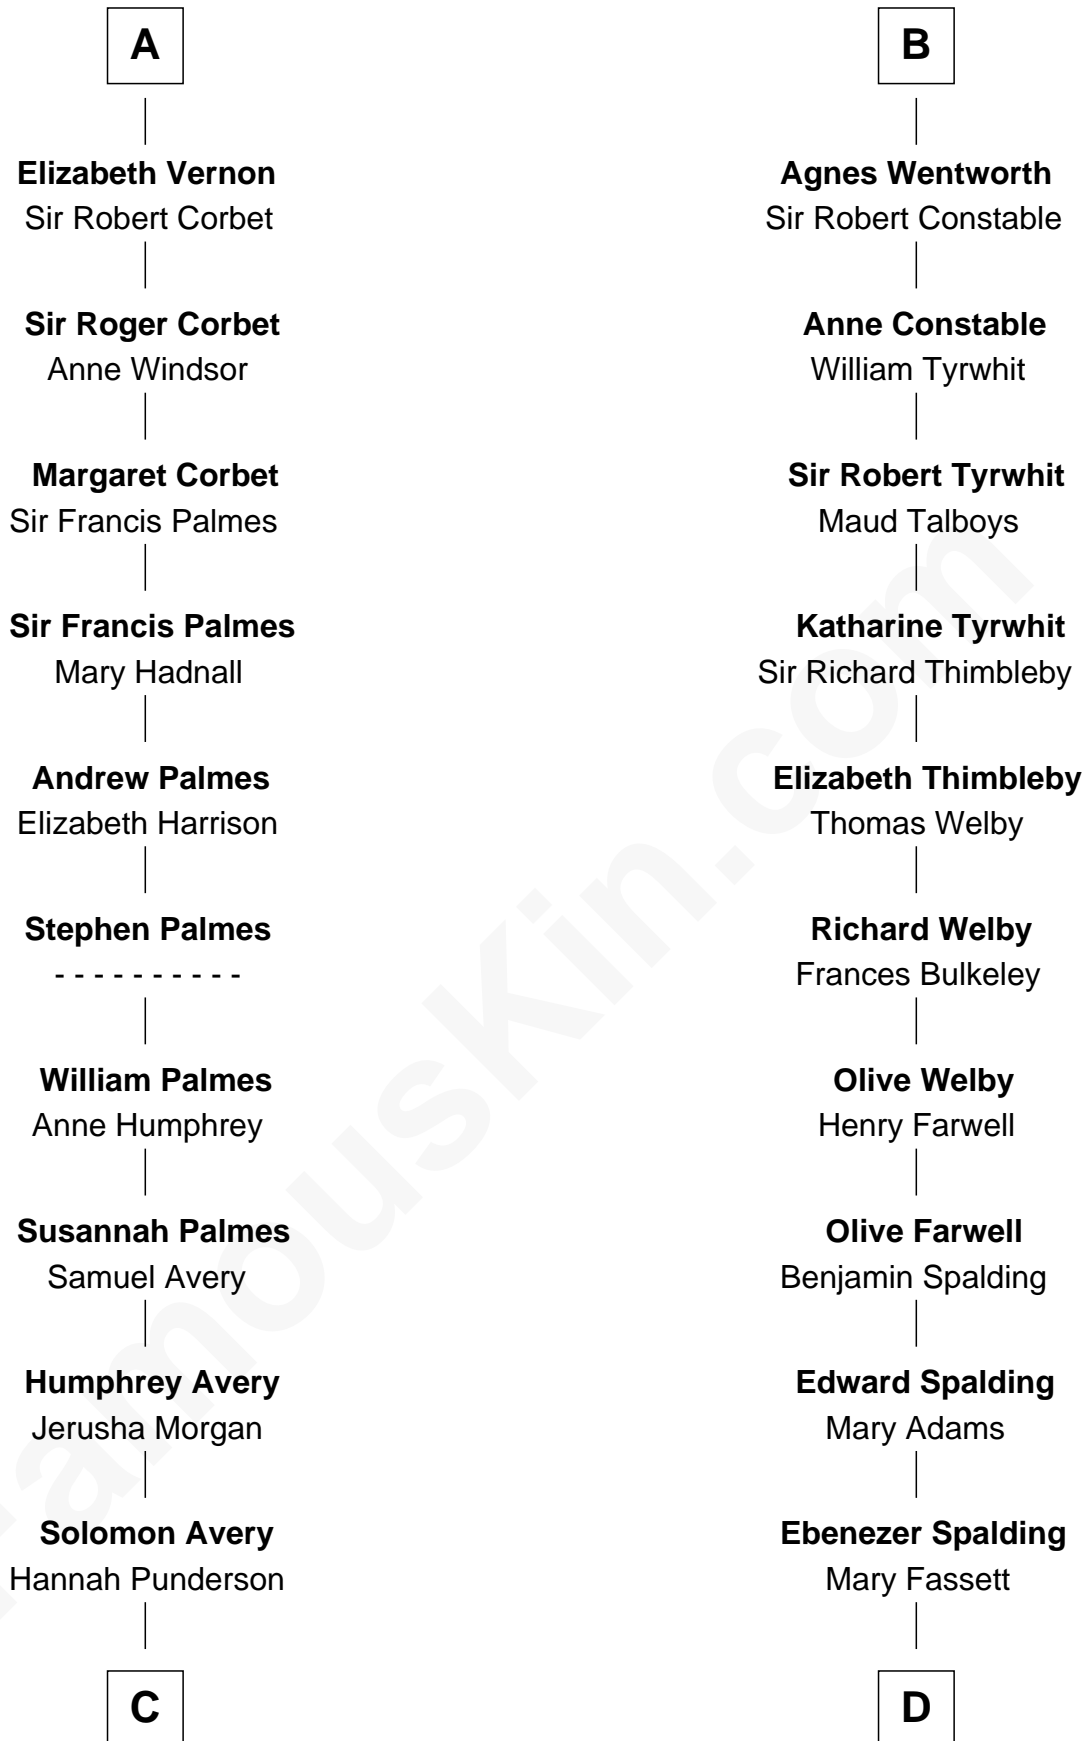 A
Elizabeth Vernon
Sir Robert Corbet
Sir Roger Corbet
Anne Windsor
Margaret Corbet
Sir Francis Palmes
Sir Francis Palmes
Mary Hadnall
Andrew Palmes
Elizabeth Harrison
Stephen Palmes
- - - - - - - - - -
William Palmes
Anne Humphrey
Susannah Palmes
Samuel Avery
Humphrey Avery
Jerusha Morgan
Solomon Avery
Hannah Punderson
C
B
Agnes Wentworth
Sir Robert Constable
Anne Constable
William Tyrwhit
Sir Robert Tyrwhit
Maud Talboys
Katharine Tyrwhit
Sir Richard Thimbleby
Elizabeth Thimbleby
Thomas Welby
Richard Welby
Frances Bulkeley
Olive Welby
Henry Farwell
Olive Farwell
Benjamin Spalding
Edward Spalding
Mary Adams
Ebenezer Spalding
Mary Fassett
D
FamousKin.com